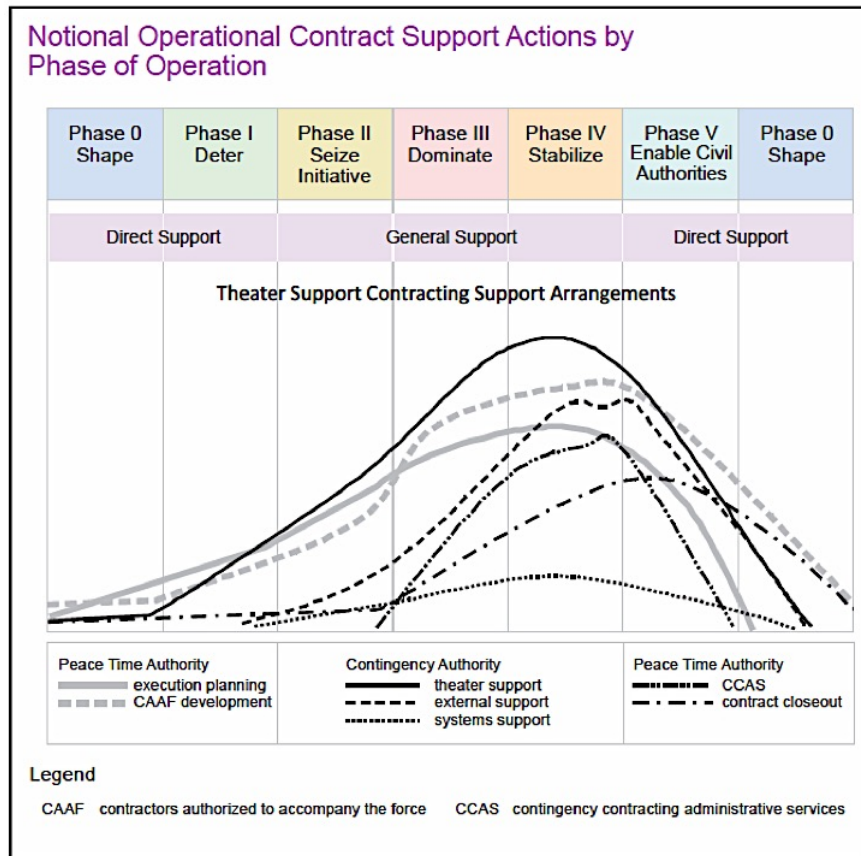 Notional Operational Contract Support Actions by
Phase of Operation
Phase 0
Shape
Phase I
Deter
Phase II
Seize
Initiative
Phase III
Dominate
Phase IV
Stabilize
Phase V
Enable Civil
Authorities
Phase 0
Shape
Direct Support
General Support
Direct Support
Theater Support Contracting Support Arrangements
Peace Time Authority
execution planning
CAAF development
Contingency Authority
theater support
external support
systems support
Peace Time Authority
CCAS
contract closeout
Legend
CAAF contractors authorized to accompany the force
CCAS contingency contracting administrative services